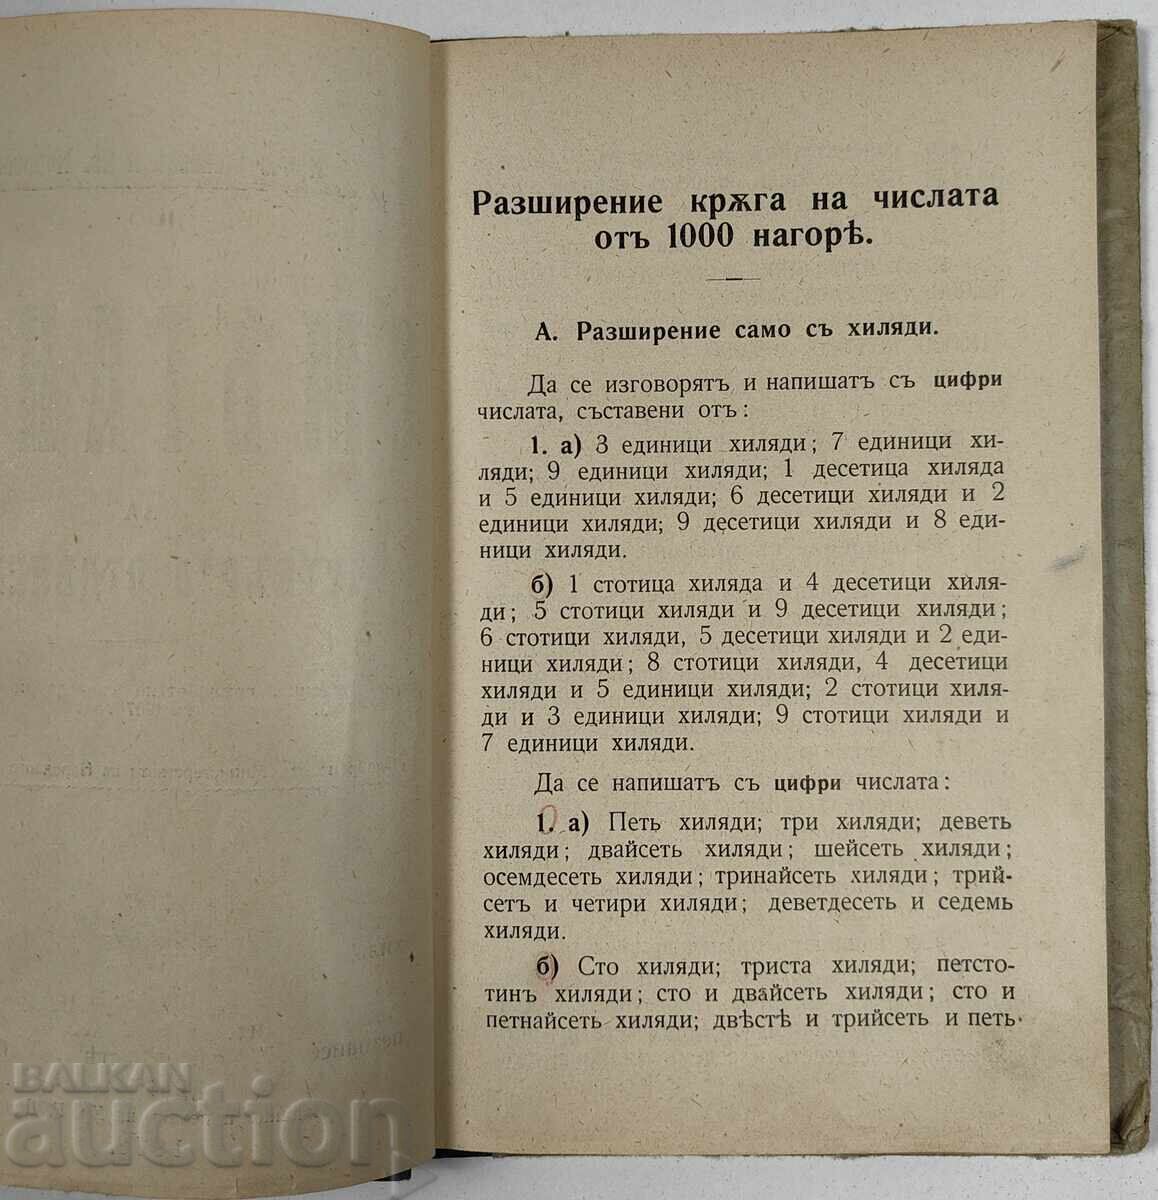 Разширение крѫга на числата
отъ 1000 нагорѣ.
А. Разширение само съ хиляди.
Да се изговорятъ и напишатъ съ цифри
числата, съставени отъ:
1. а) 3 единици хиляди; 7 единици хи-
ляди; 9 единици хиляди; 1 десетица хиляда
и 5 единици хиляди; 6 десетици хиляди и 2
единици хиляди; 9 десетици хиляди и 8 еди-
ници хиляди.
б) 1 стотица хиляда и 4 десетици хиля-
ди; 5 стотици хиляди и 9 десетици хиляди;
6 стотици хиляди, 5 десетици хиляди и 2 еди-
ници хиляди; 8 стотици хиляди, 4 десетици
хиляди и 5 единици хиляди; 2 стотици хиля-
ди и 3 единици хиляди; 9 стотици хиляди и
7 единици хиляди.
Да се напишатъ съ цифри числата:
1. а) Петь хиляди; три хиляди; деветь
хиляди; двайсеть хиляди; шейсеть хиляди;
осемдесеть хиляди; тринайсеть хиляди; трий-
сетъ и четири хиляди; деветдесеть и седемь
хиляди.
б) Сто хиляди; триста хиляди; петсто-
тинъ хиляди; сто и двайсеть хиляди; сто и
петнайсеть хиляди; двѣстѣ и трийсеть и петь
BALKAN
auction